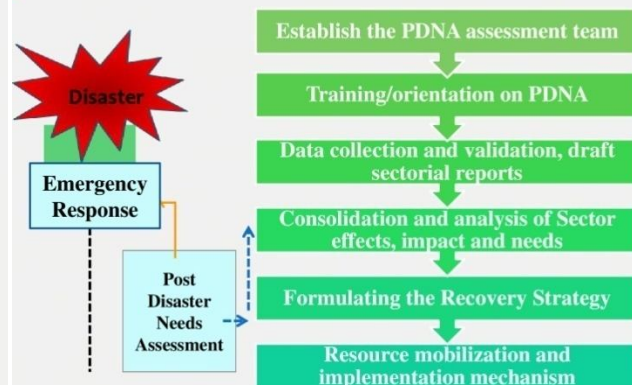 Disaster
Emergency
Response
Post
Disaster
Needs
Assessment
Establish the PDNA assessment team
Training/orientation on PDNA
Data collection and validation, draft
sectorial reports
Consolidation and analysis of Sector
effects, impact and needs
Formulating the Recovery Strategy
Resource mobilization and
implementation mechanism